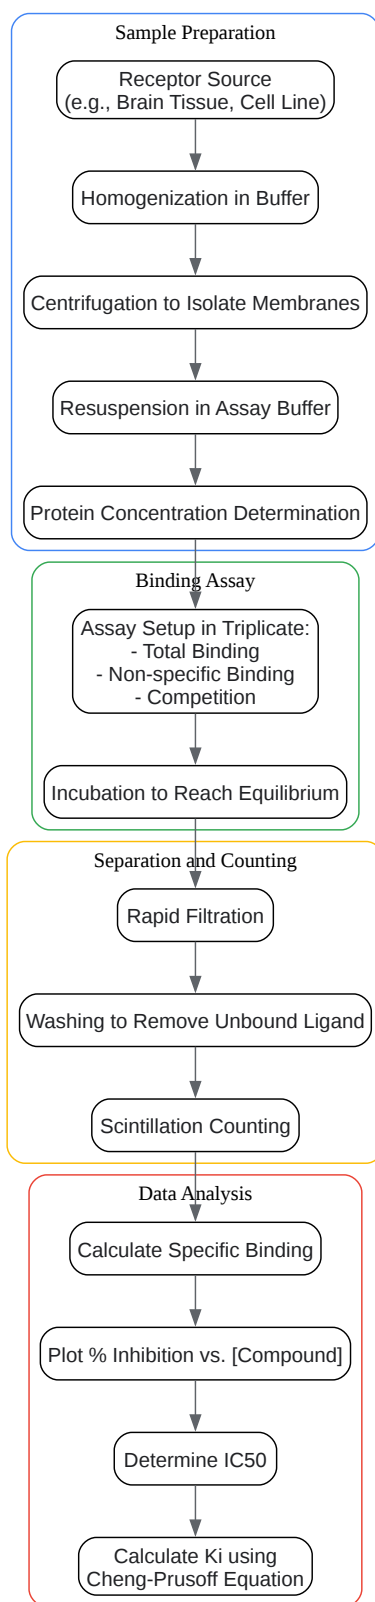 Sample Preparation
Receptor Source
(e.g., Brain Tissue, Cell Line)
Homogenization in Buffer
Centrifugation to Isolate Membranes
Resuspension in Assay Buffer
Protein Concentration Determination
Binding Assay
Assay Setup in Triplicate:
- Total Binding
- Non-specific Binding
- Competition
Incubation to Reach Equilibrium
Separation and Counting
Rapid Filtration
Washing to Remove Unbound Ligand
Scintillation Counting
Data Analysis
Calculate Specific Binding
Plot % Inhibition vs. [Compound]
Determine IC50
Calculate Ki using
Cheng-Prusoff Equation